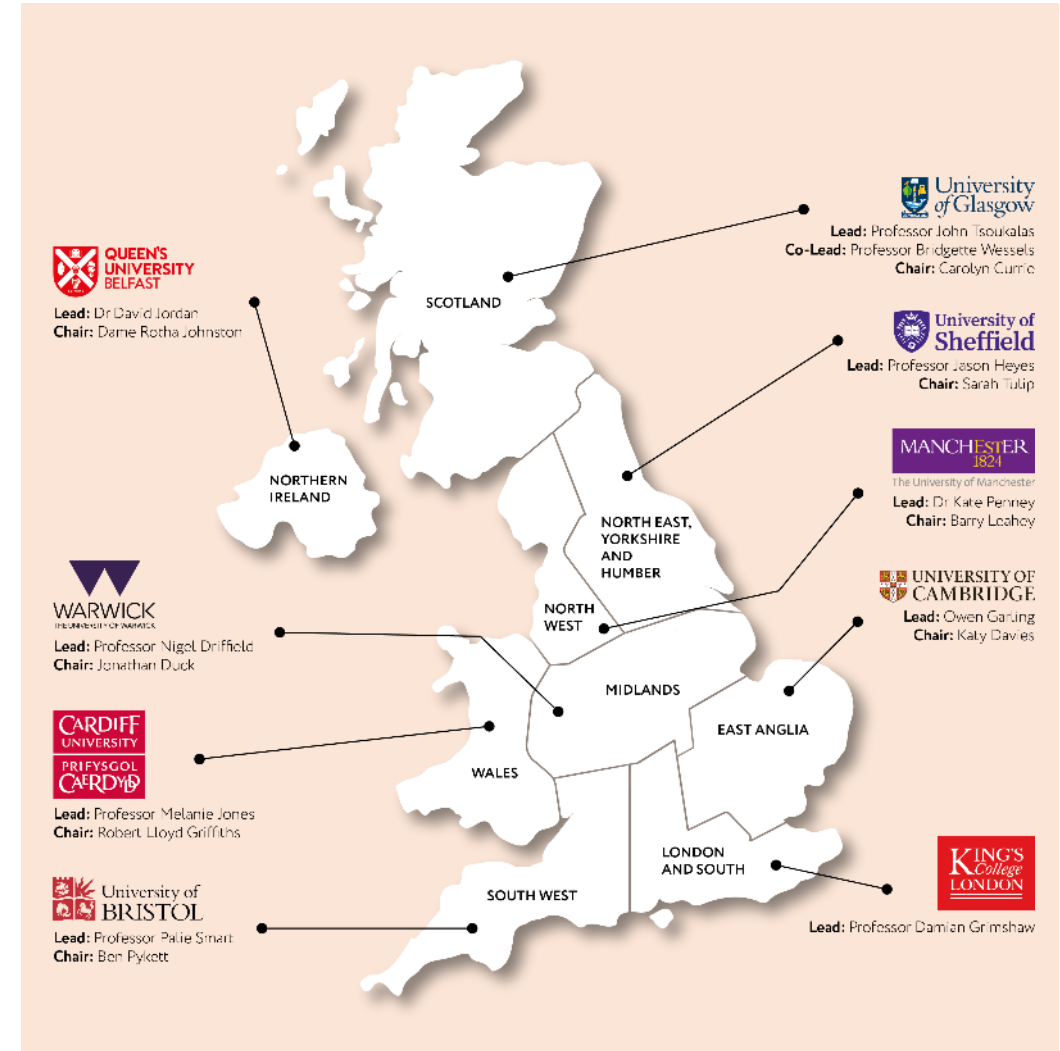 QUEEN'S
UNIVERSITY
BELFAST
Lead: Dr David Jordan
Chair: Dame Rotha Johnston
WARWICK
THE UNIVERSITY OF WARWICK
Lead: Professor Nigel Driffield
Chair: Jonathan Duck
CARDIFF
UNIVERSITY
PRIFYSGOL
CAERDYDD
Lead: Professor Melanie Jones
Chair: Robert Lloyd Griffiths
University of
BRISTOL
Lead: Professor Palie Smart
Chair: Ben Pykett
SCOTLAND
NORTHERN
IRELAND
NORTH EAST,
YORKSHIRE
AND
HUMBER
NORTH
WEST
MIDLANDS
EAST ANGLIA
WALES
LONDON
AND SOUTH
SOUTH WEST
University
of Glasgow
Lead: Professor John Tsoukalas
Co-Lead: Professor Bridgette Wessels
Chair: Carolyn Currie
University of
Sheffield
Lead: Professor Jason Heyes
Chair: Sarah Tulip
MANCHESTER
1824
The University of Manchester
Lead: Dr Kate Penney
Chair: Barry Leahey
UNIVERSITY OF
CAMBRIDGE
Lead: Owen Garling
Chair: Katy Davies
KING'S
College
LONDON
Lead: Professor Damian Grimshaw